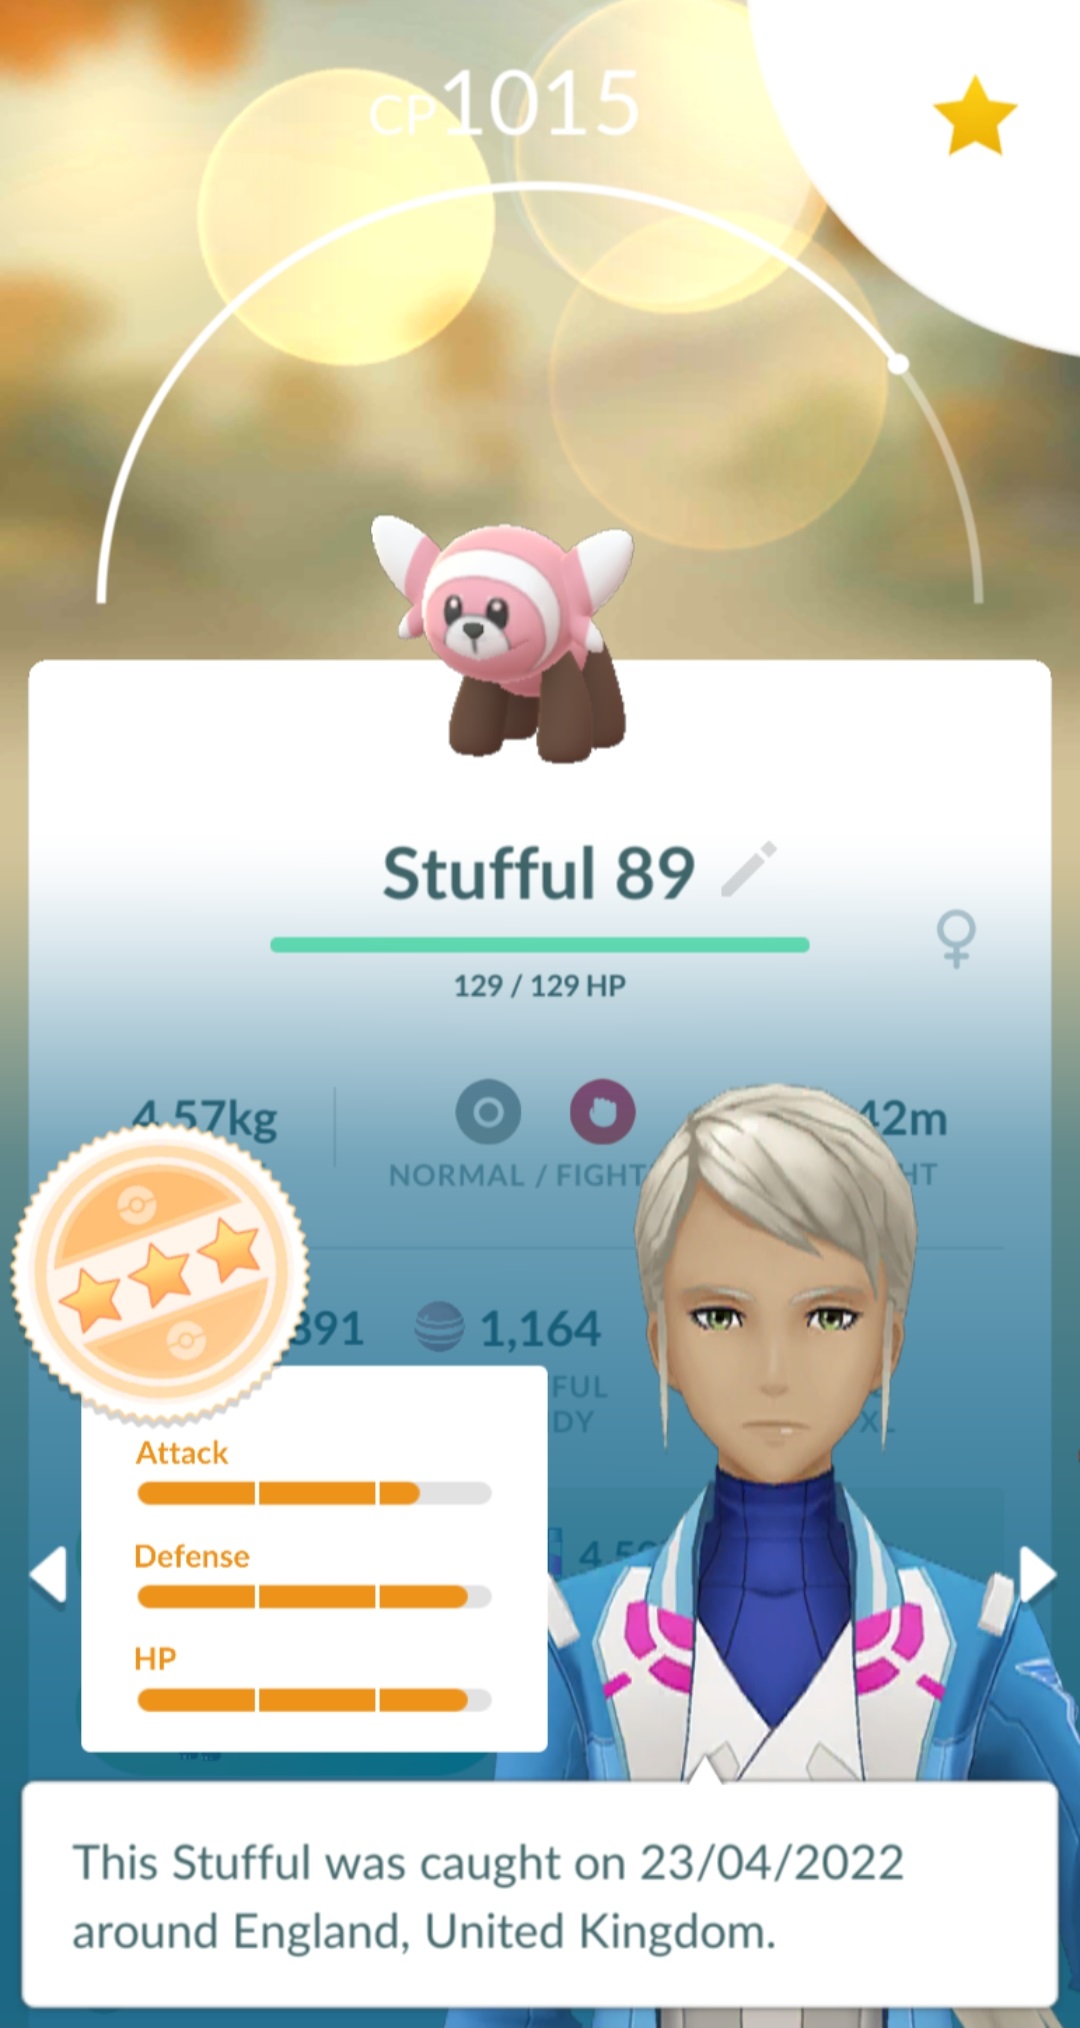 CP1015
Stufful 89
129 / 129 HP
4.57kg
42m
NORMAL / FIGHT
HT
391
1,164
FUL
DY
Attack
Defense
HP
This Stufful was caught on 23/04/2022
around England, United Kingdom.